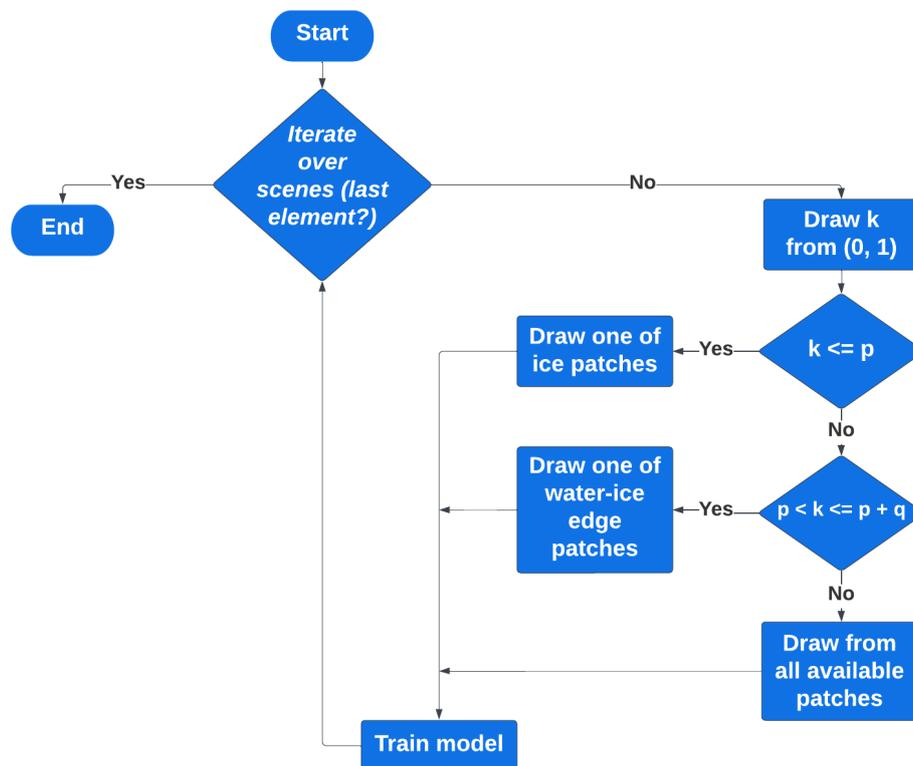 Start
Iterate
over
scenes (last
element?)
Yes
No
End
Draw k
from (0, 1)
Draw one of
ice patches
Yes
k <= p
No
Draw one of
water-ice
edge
patches
Yes
p < k <= p + q
No
Draw from
all available
patches
Train model